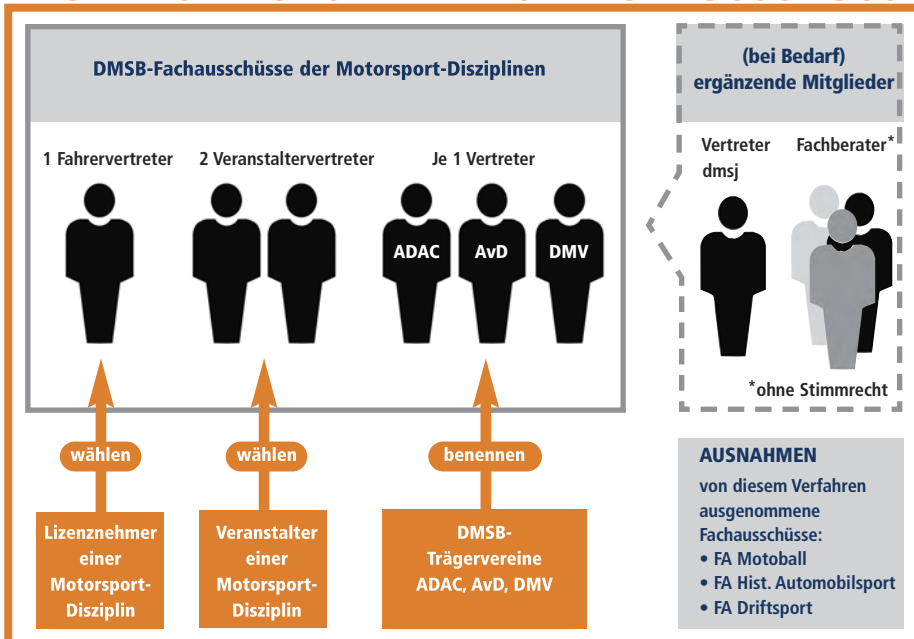 DMSB-Fachausschüsse der Motorsport-Disziplinen
1 Fahrervertreter
2 Veranstaltervertreter
Je 1 Vertreter
ADAC
AvD
DMV
wählen
wählen
benennen
Lizenznehmer
einer
Motorsport-
Disziplin
Veranstalter
einer
Motorsport-
Disziplin
DMSB-
Trägervereine
ADAC, AvD, DMV
(bei Bedarf)
ergänzende Mitglieder
Vertreter
dmsj
Fachberater*
*ohne Stimmrecht
AUSNAHMEN
von diesem Verfahren
ausgenommene
Fachausschüsse:
• FA Motoball
• FA Hist. Automobilsport
• FA Driftsport